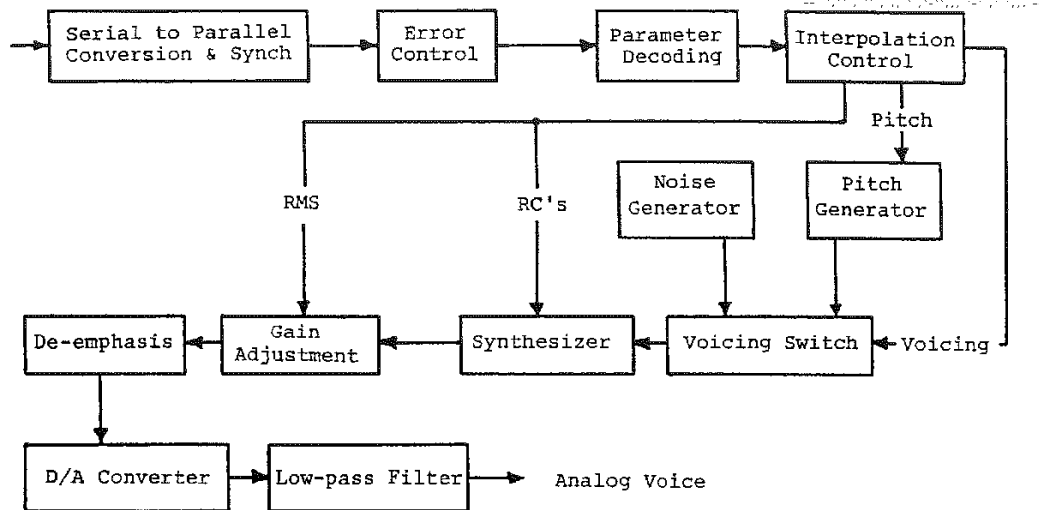 Serial to Parallel
Conversion & Synch
Error
Control
Parameter
Decoding
Interpolation
Control
Pitch
RMS
RC's
Noise
Generator
Pitch
Generator
De-emphasis
Gain
Adjustment
Synthesizer
Voicing Switch
Voicing
D/A Converter
Low-pass Filter
Analog Voice